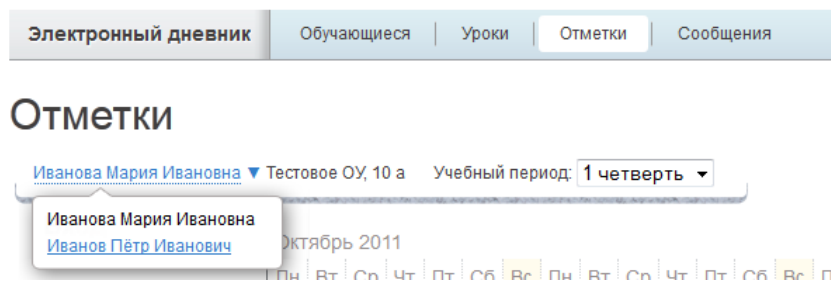 Электронный дневник Обучающиеся Уроки Отметки Сообщения
Отметки
Иванова Мария Ивановна ▼ Тестовое ОУ, 10 а Учебный период: 1 четверть
Иванова Мария Ивановна
Иванов Пётр Иванович
Октябрь 2011
Пн Вт Ср Чт Пт Сб Вс Пн Вт Ср Чт Пт Сб Вс